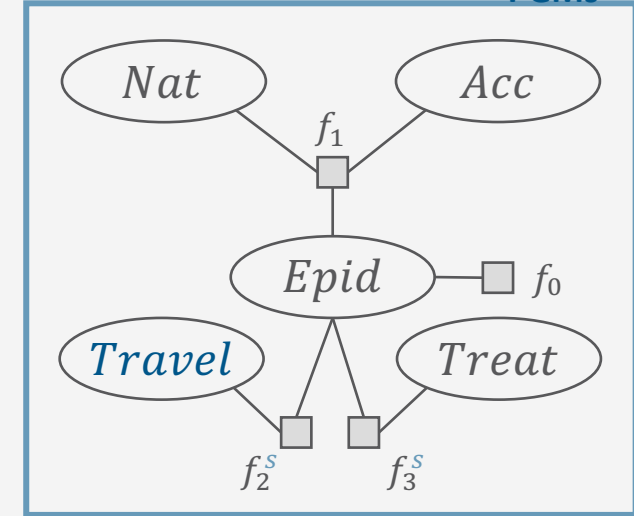 Nat Acc
f₁
Epid f₀
Travel Treat
f₂ˢ f₃ˢ